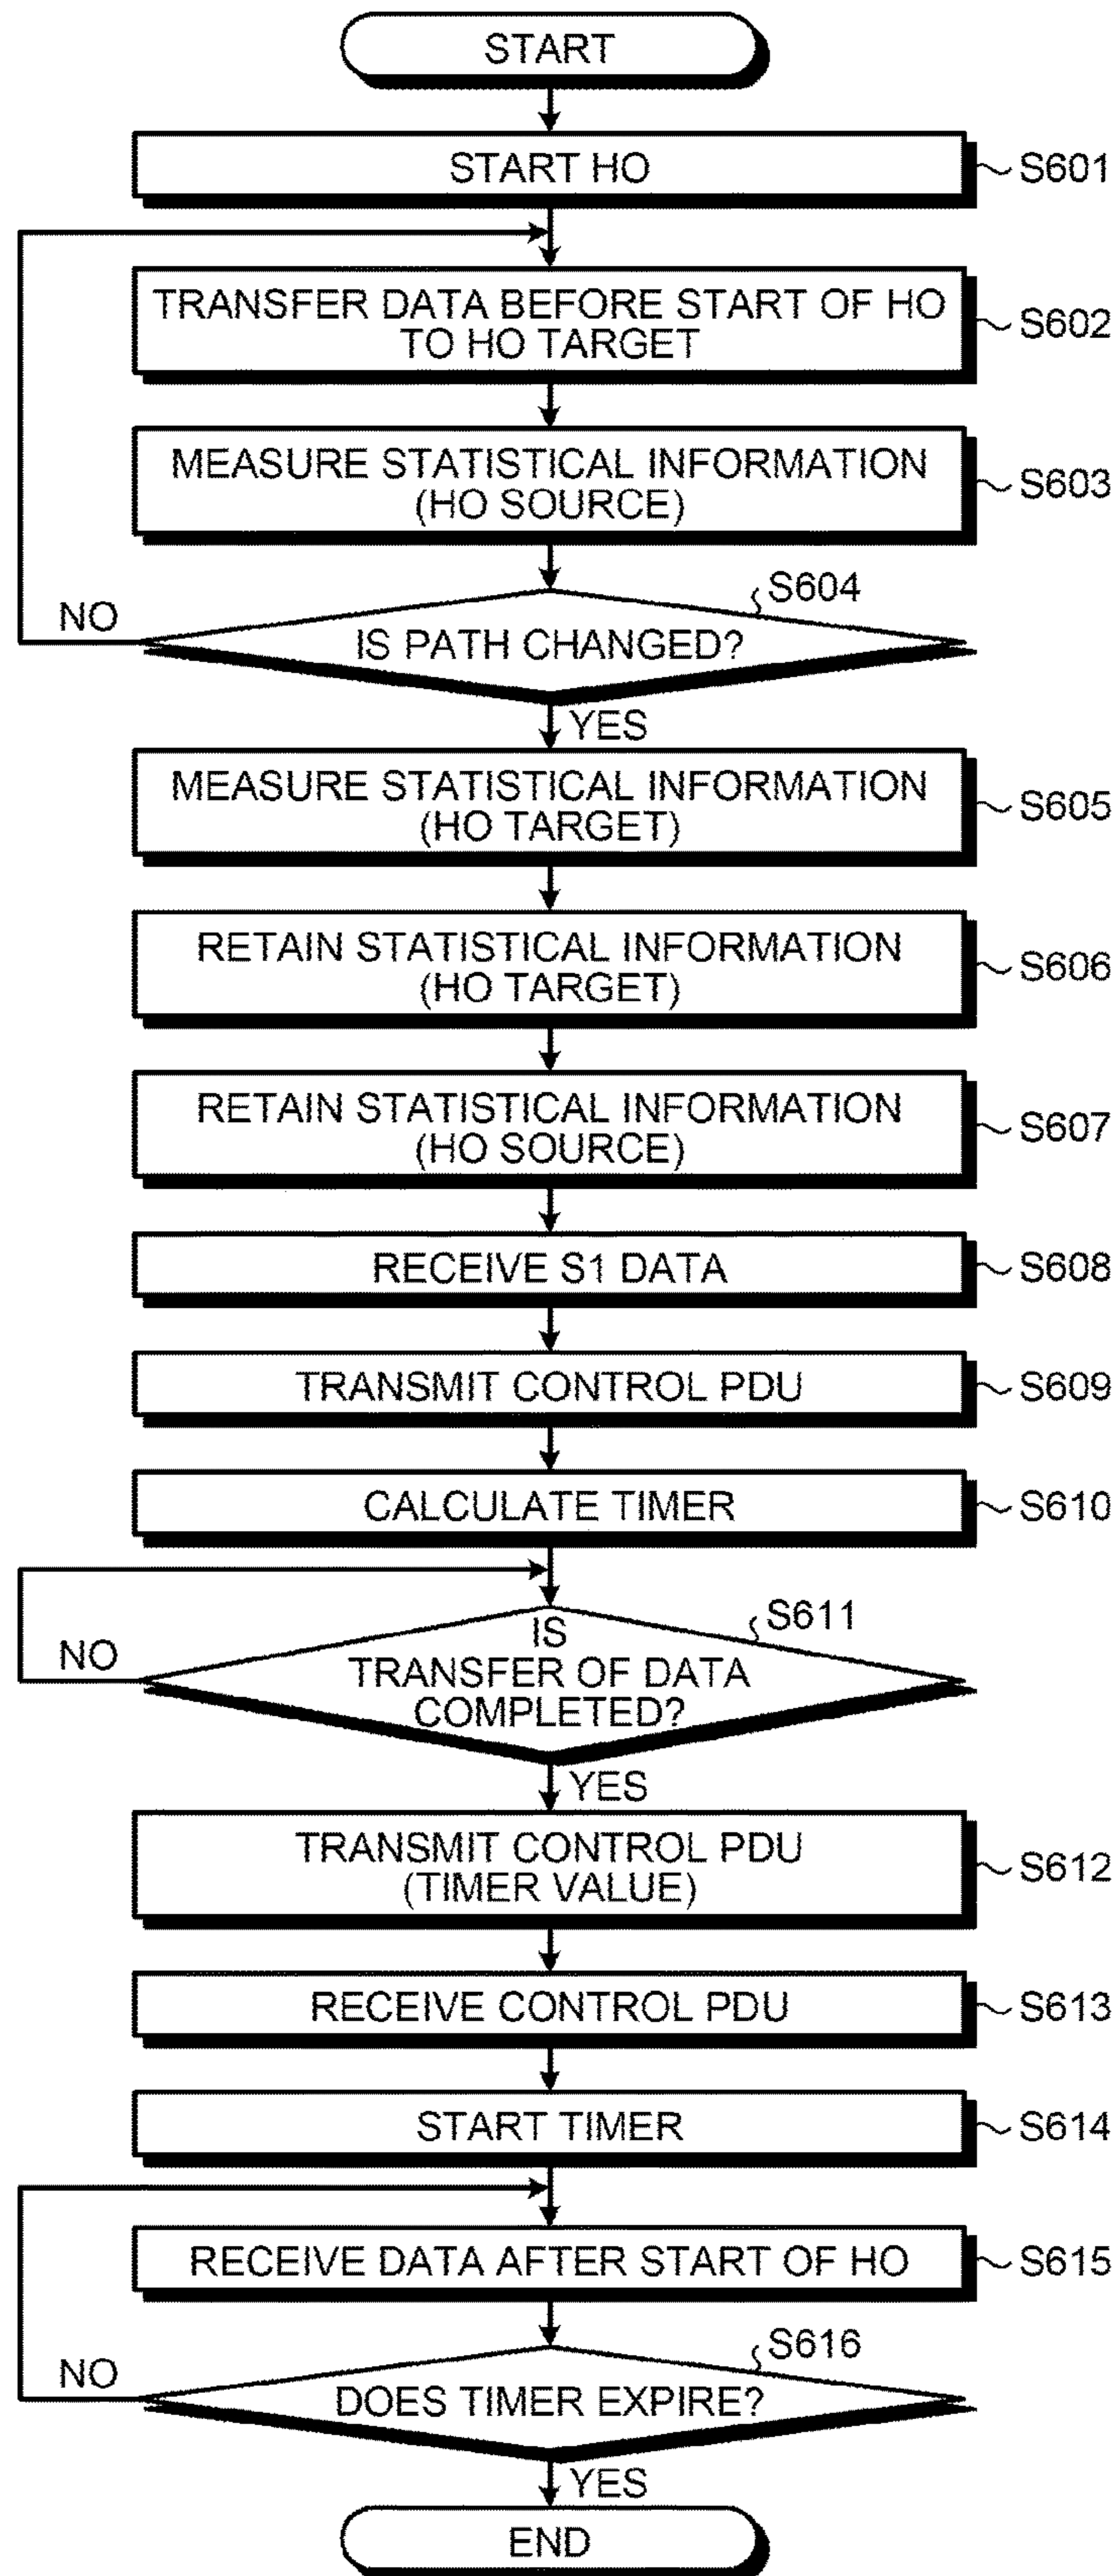 START
START HO
S601
TRANSFER DATA BEFORE START OF HO
TO HO TARGET
S602
MEASURE STATISTICAL INFORMATION
(HO SOURCE)
S603
S604
NO
IS PATH CHANGED?
YES
MEASURE STATISTICAL INFORMATION
(HO TARGET)
S605
RETAIN STATISTICAL INFORMATION
(HO TARGET)
S606
RETAIN STATISTICAL INFORMATION
(HO SOURCE)
S607
RECEIVE S1 DATA
S608
TRANSMIT CONTROL PDU
S609
CALCULATE TIMER
S610
S611
NO
IS
TRANSFER OF DATA
COMPLETED?
YES
TRANSMIT CONTROL PDU
(TIMER VALUE)
S612
RECEIVE CONTROL PDU
S613
START TIMER
S614
RECEIVE DATA AFTER START OF HO
S615
S616
NO
DOES TIMER EXPIRE?
YES
END